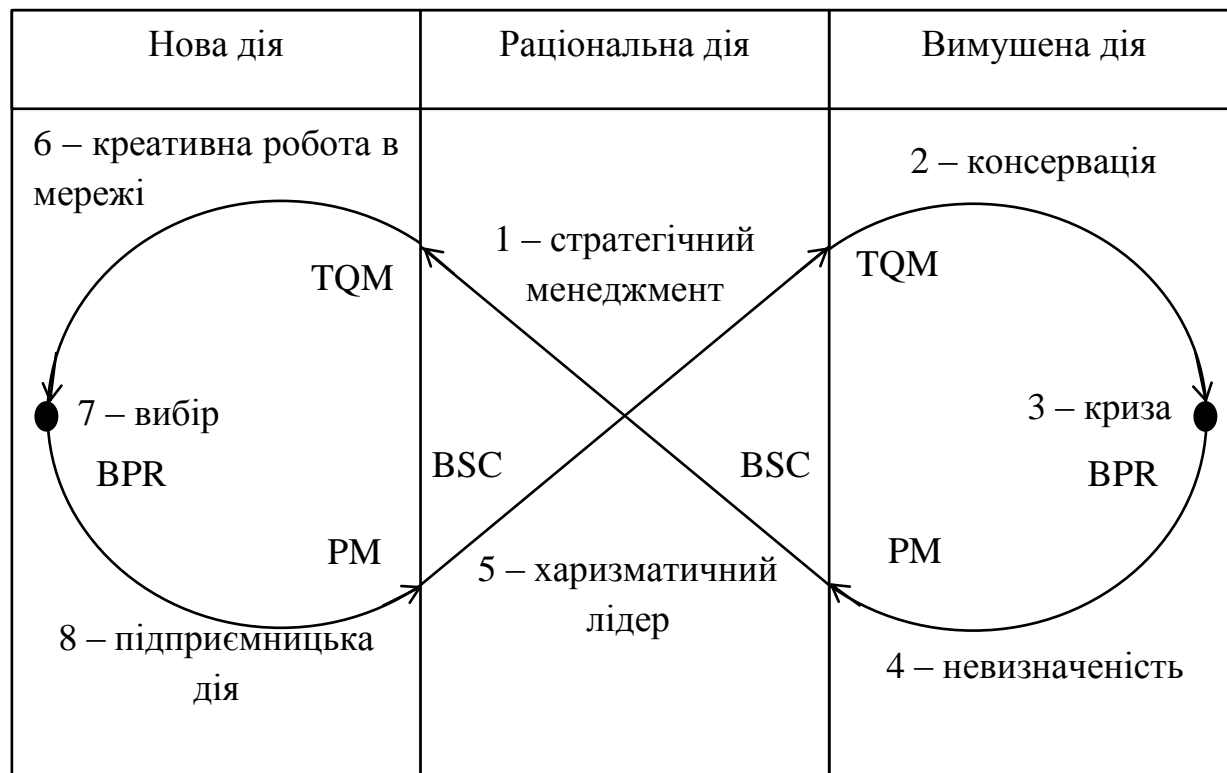 Нова дія
Раціональна дія
Вимушена дія
6 – креативна робота в
мережі
2 – консервація
1 – стратегічний
менеджмент
TQM
TQM
7 – вибір
3 – криза
BPR
BSC
BSC
BPR
PM
PM
5 – харизматичний
лідер
8 – підприємницька
дія
4 – невизначеність